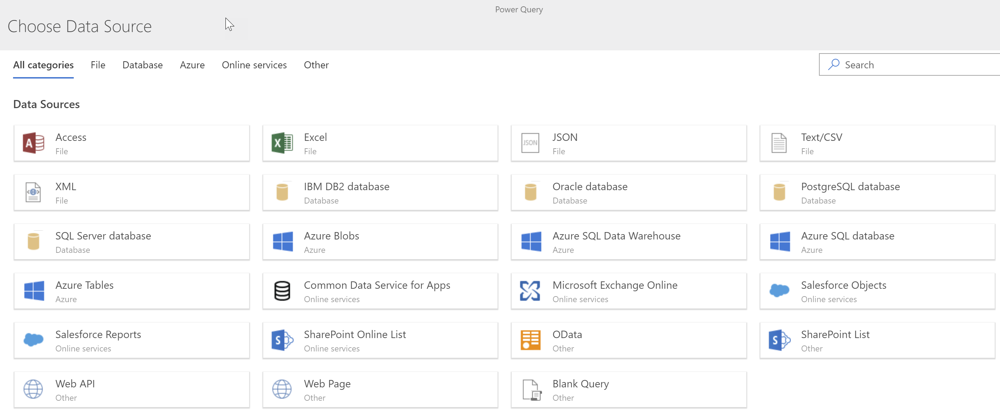 Power Query
Choose Data Source
All categories File Database Azure Online services Other Search
Data Sources
Access Excel JSON Text/CSV
File File File File
XML IBM DB2 database Oracle database PostgreSQL database
File Database Database Database
SQL Server database Azure Blobs Azure SQL Data Warehouse Azure SQL database
Database Azure Azure Azure
Azure Tables Common Data Service for Apps Microsoft Exchange Online Salesforce Objects
Azure Online services Online services Online services
Salesforce Reports SharePoint Online List OData SharePoint List
Online services Online services Other Other
Web API Web Page Blank Query
Other Other Other
A
X
JSON
S
S